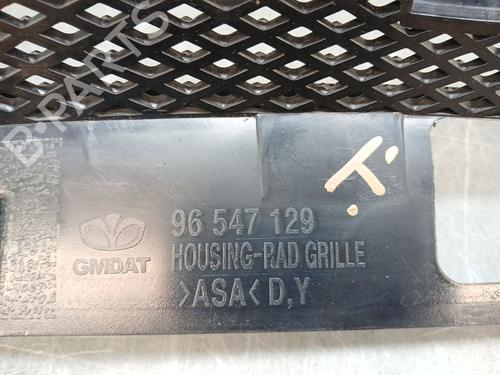 B-PARTS
T.
96 547 129
GMDAT HOUSING-RAD GRILLE
>ASA< D,Y